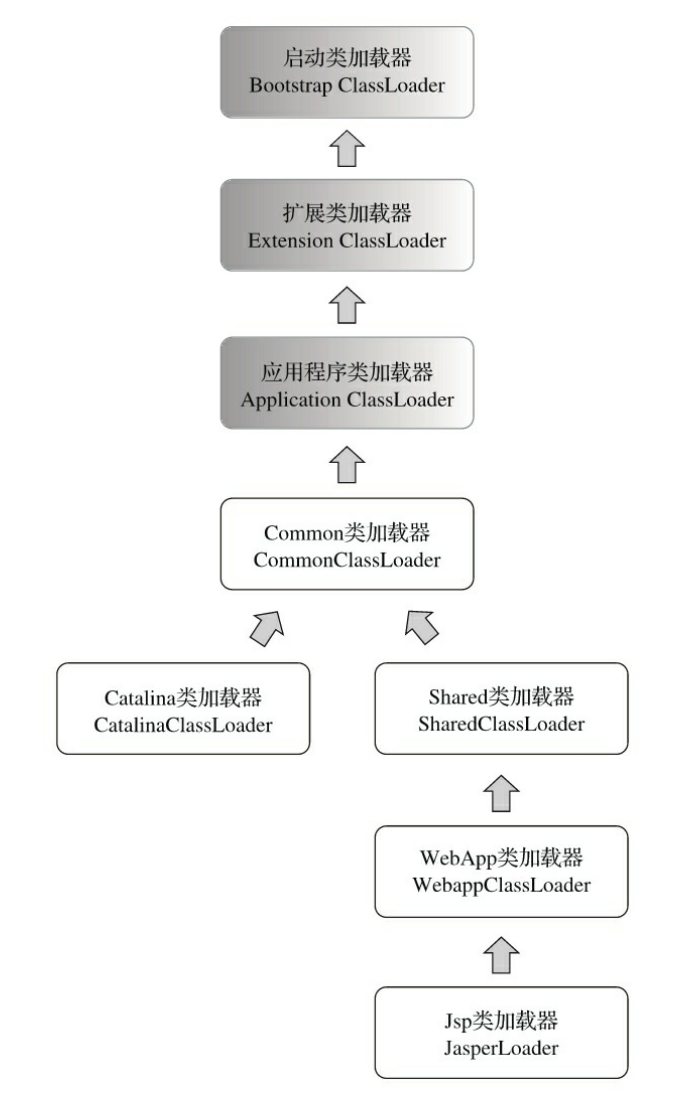 启动类加载器
Bootstrap ClassLoader
扩展类加载器
Extension ClassLoader
应用程序类加载器
Application ClassLoader
Common类加载器
CommonClassLoader
Catalina类加载器
CatalinaClassLoader
Shared类加载器
SharedClassLoader
WebApp类加载器
WebappClassLoader
Jsp类加载器
JasperLoader